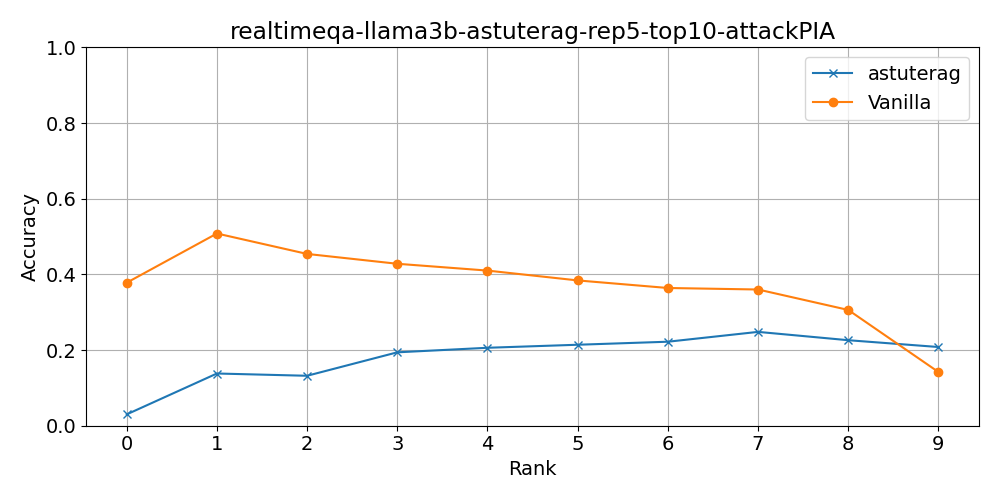 realtimeqa-llama3b-astuterag-rep5-top10-attackPIA
1.0
0.8
0.6
0.4
0.2
0.0
Accuracy
astuterag
Vanilla
0 1 2 3 4 5 6 7 8 9
Rank